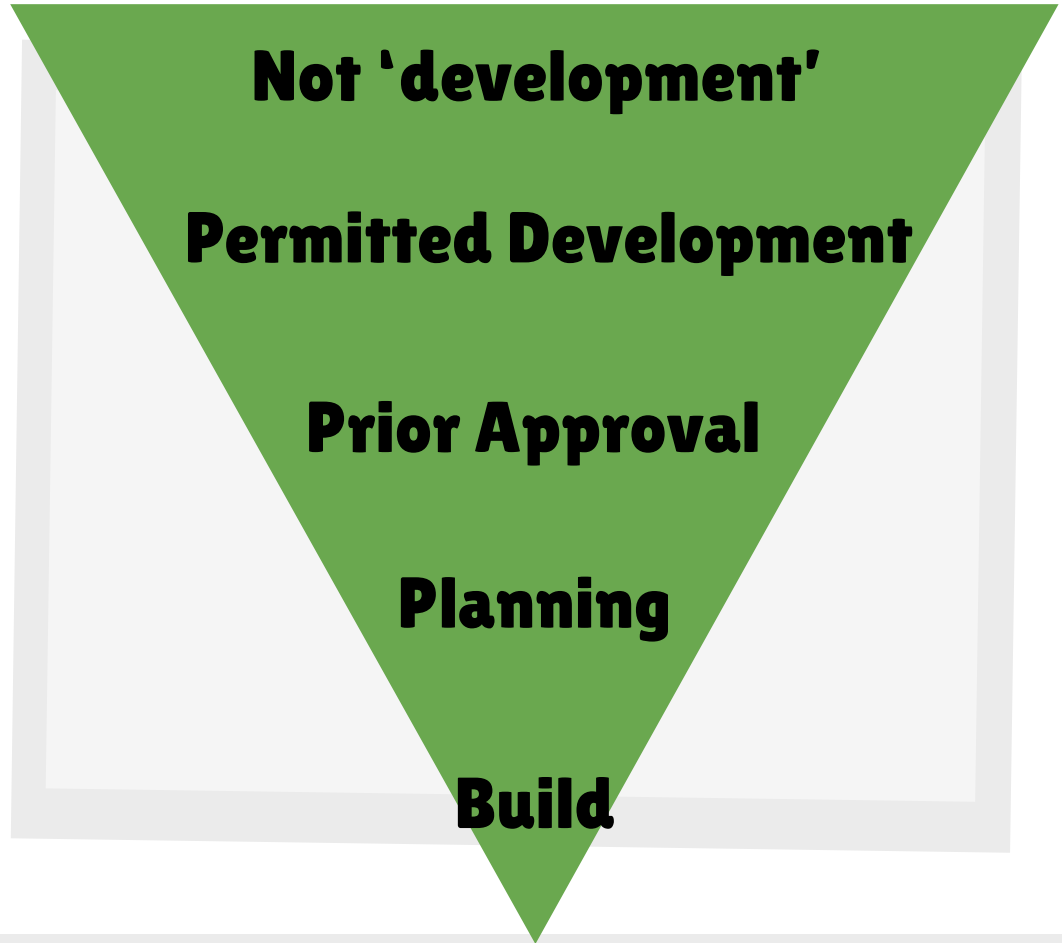 Not ‘development’
Permitted Development
Prior Approval
Planning
Build